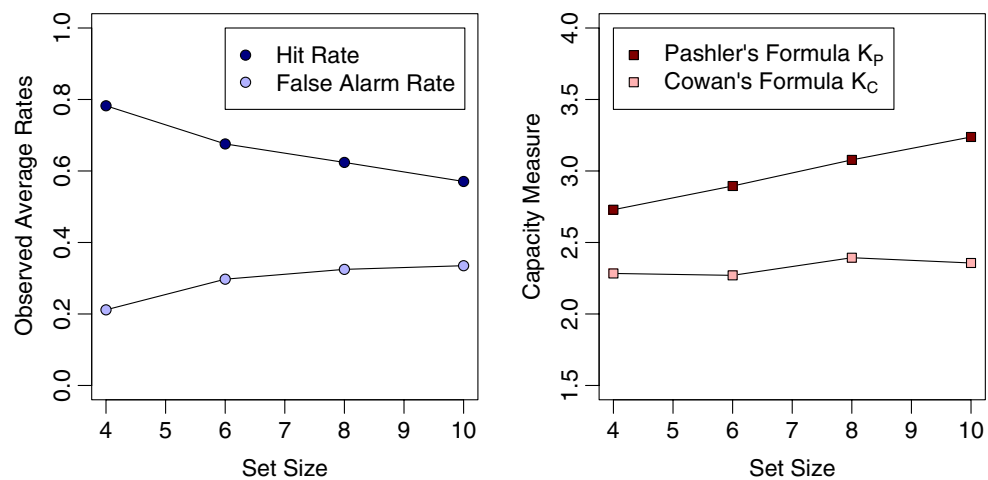 Observed Average Rates
1.0
0.8
0.6
0.4
0.2
0.0
Hit Rate
False Alarm Rate
4 5 6 7 8 9 10
Set Size
Capacity Measure
4.0
3.5
3.0
2.5
2.0
1.5
Pashler's Formula K_P
Cowan's Formula K_C
4 5 6 7 8 9 10
Set Size